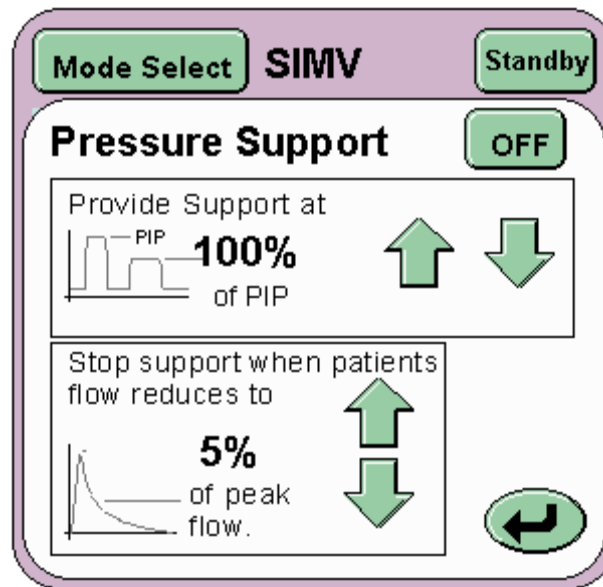 Mode Select SIMV Standby
Pressure Support OFF
Provide Support at
PIP
100%
of PIP
Stop support when patients
flow reduces to
5%
of peak
flow.